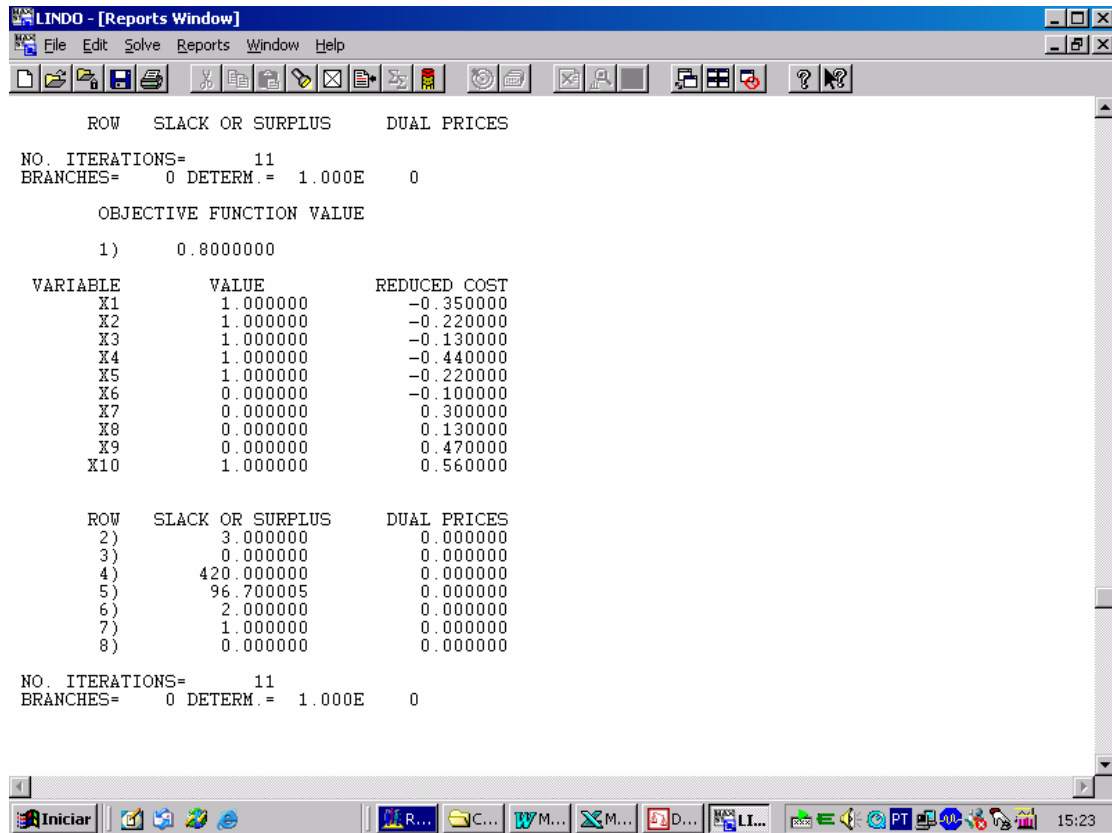 LINDO - [Reports Window]
File Edit Solve Reports Window Help
ROW SLACK OR SURPLUS DUAL PRICES
NO. ITERATIONS= 11
BRANCHES= 0 DETERM.= 1.000E 0
OBJECTIVE FUNCTION VALUE
1) 0.8000000
VARIABLE VALUE REDUCED COST
X1 1.000000 -0.350000
X2 1.000000 -0.220000
X3 1.000000 -0.130000
X4 1.000000 -0.440000
X5 1.000000 -0.220000
X6 0.000000 -0.100000
X7 0.000000 0.300000
X8 0.000000 0.130000
X9 0.000000 0.470000
X10 1.000000 0.560000
ROW SLACK OR SURPLUS DUAL PRICES
2) 3.000000 0.000000
3) 0.000000 0.000000
4) 420.000000 0.000000
5) 96.700005 0.000000
6) 2.000000 0.000000
7) 1.000000 0.000000
8) 0.000000 0.000000
NO. ITERATIONS= 11
BRANCHES= 0 DETERM.= 1.000E 0
Iniciar R... C... M... M... D... LI... PT 15:23